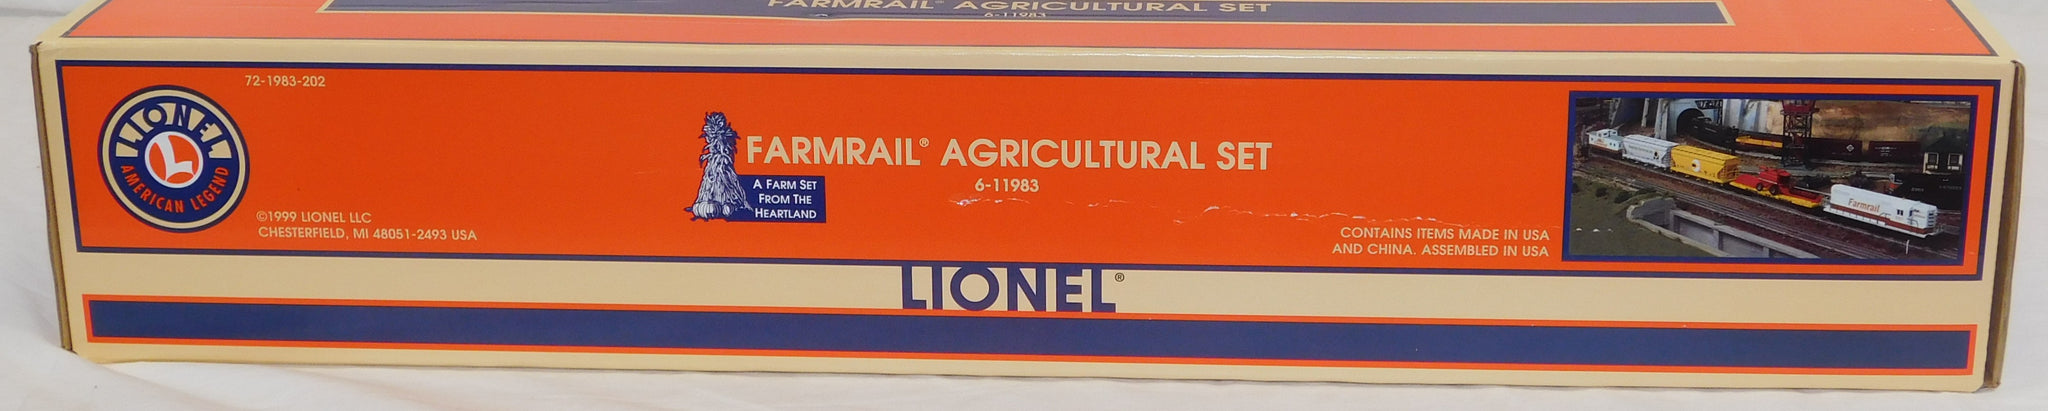 FARMRAIL® AGRICULTURAL SET
6-11983
72-1983-202
LIONEL
L
AMERICAN LEGEND
©1999 LIONEL LLC
CHESTERFIELD, MI 48051-2493 USA
FARMRAIL® AGRICULTURAL SET
6-11983
A FARM SET
FROM THE
HEARTLAND
CONTAINS ITEMS MADE IN USA
AND CHINA. ASSEMBLED IN USA
Farmrail
LIONEL®